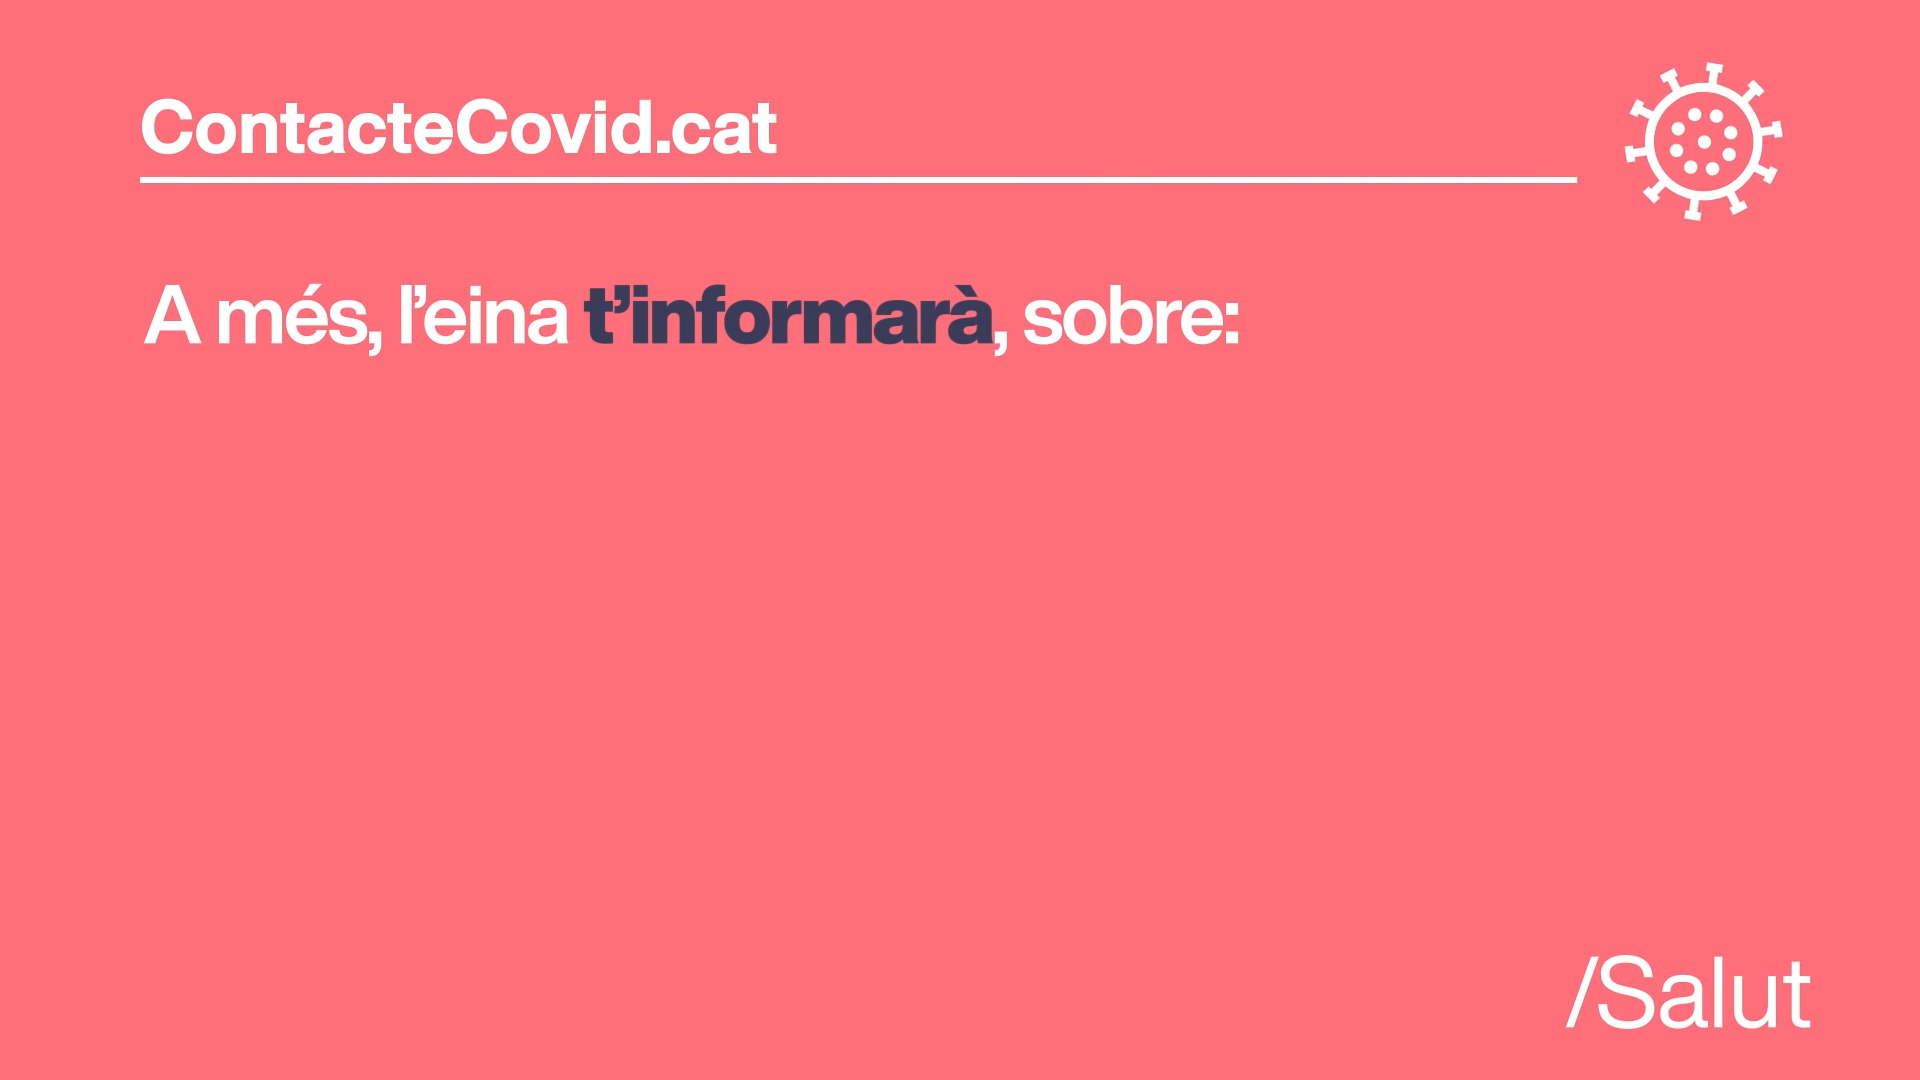 ContacteCovid.cat
A més, l’eina t’informarà, sobre:
/Salut